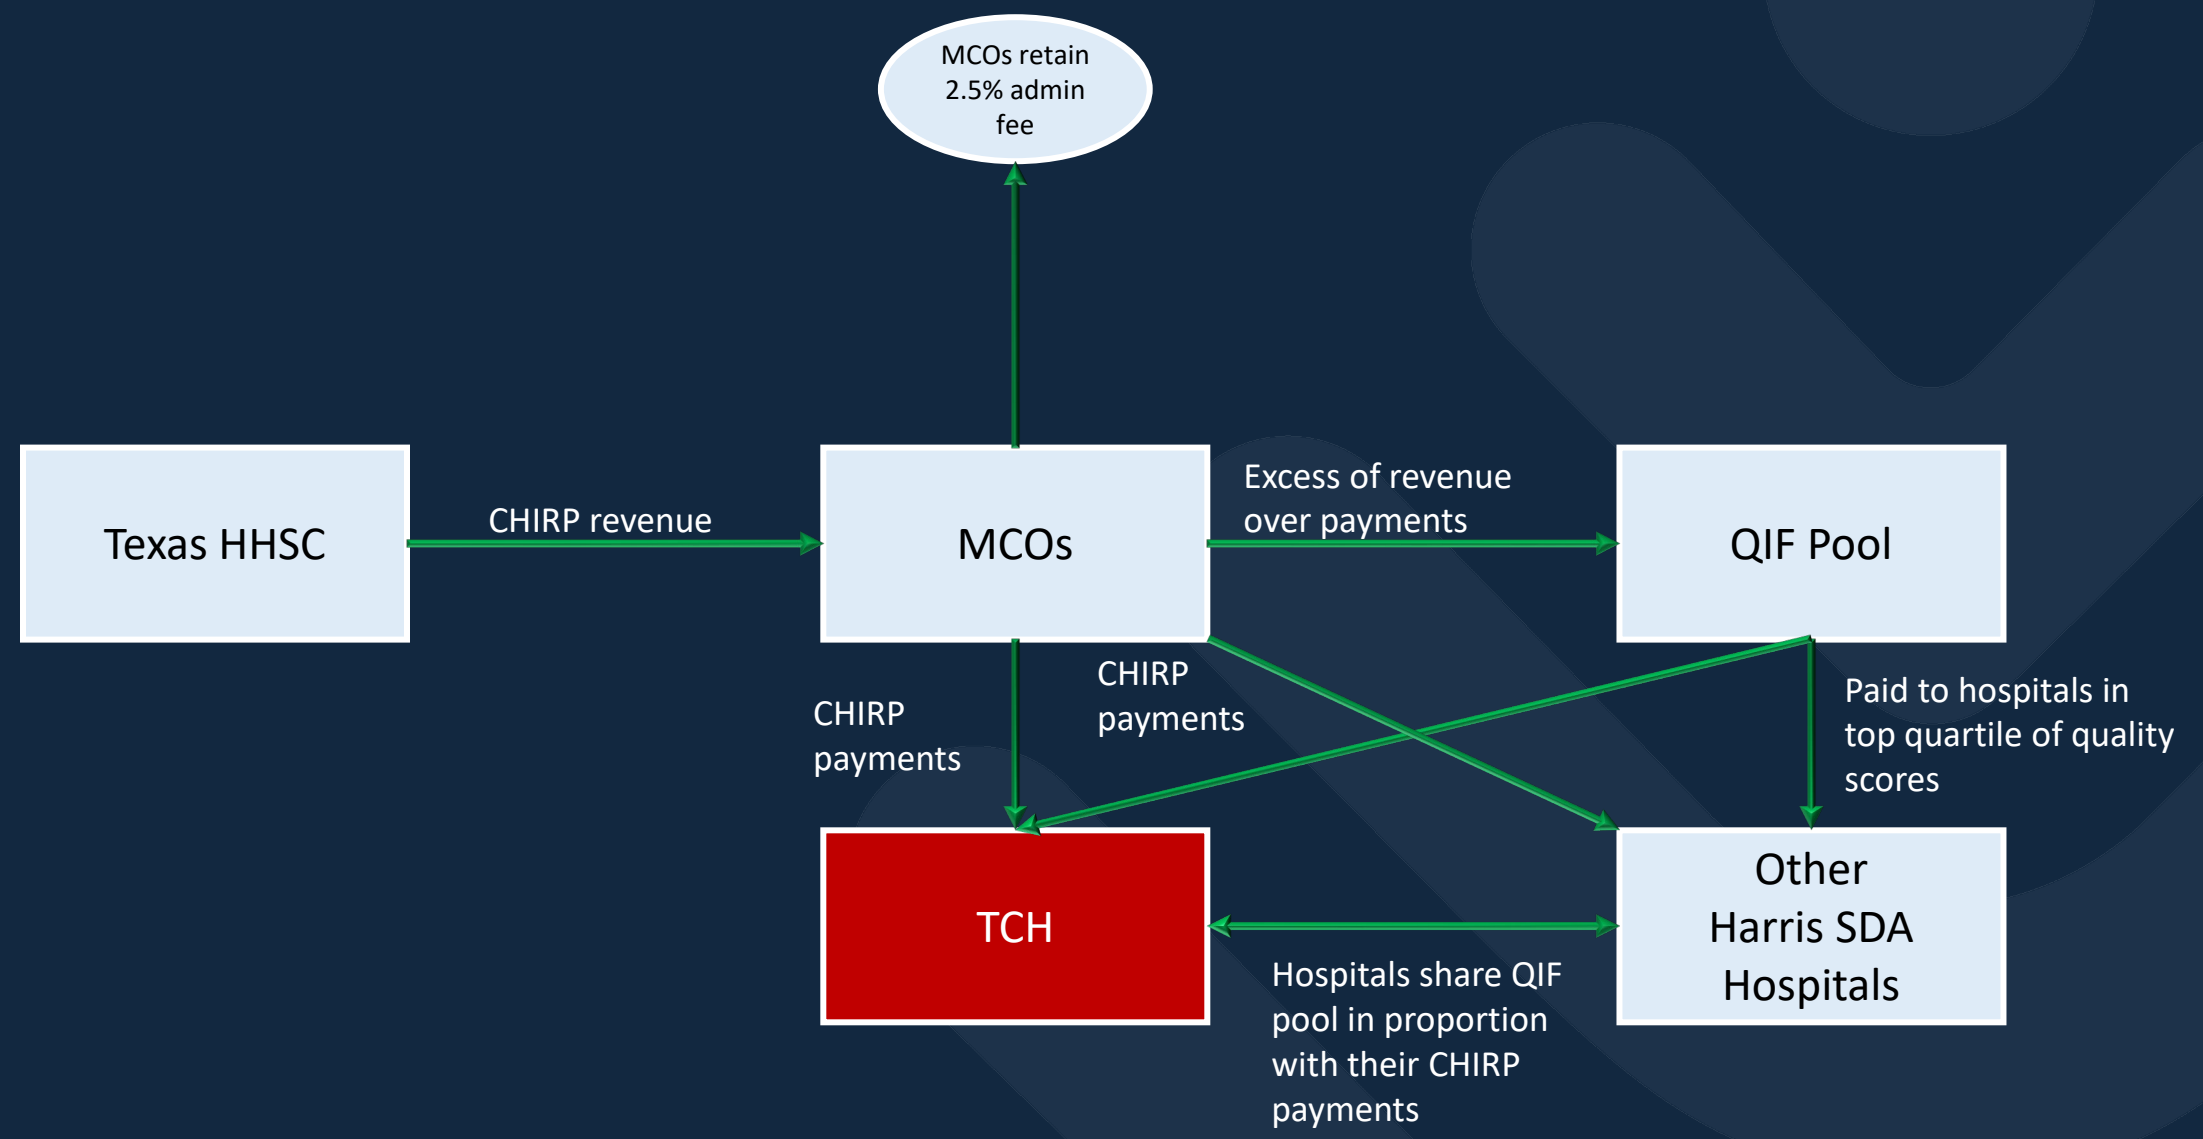 MCOs retain
2.5% admin
fee
Texas HHSC
CHIRP revenue
MCOs
Excess of revenue
over payments
QIF Pool
CHIRP
payments
CHIRP
payments
Paid to hospitals in
top quartile of quality
scores
TCH
Other
Harris SDA
Hospitals
Hospitals share QIF
pool in proportion
with their CHIRP
payments